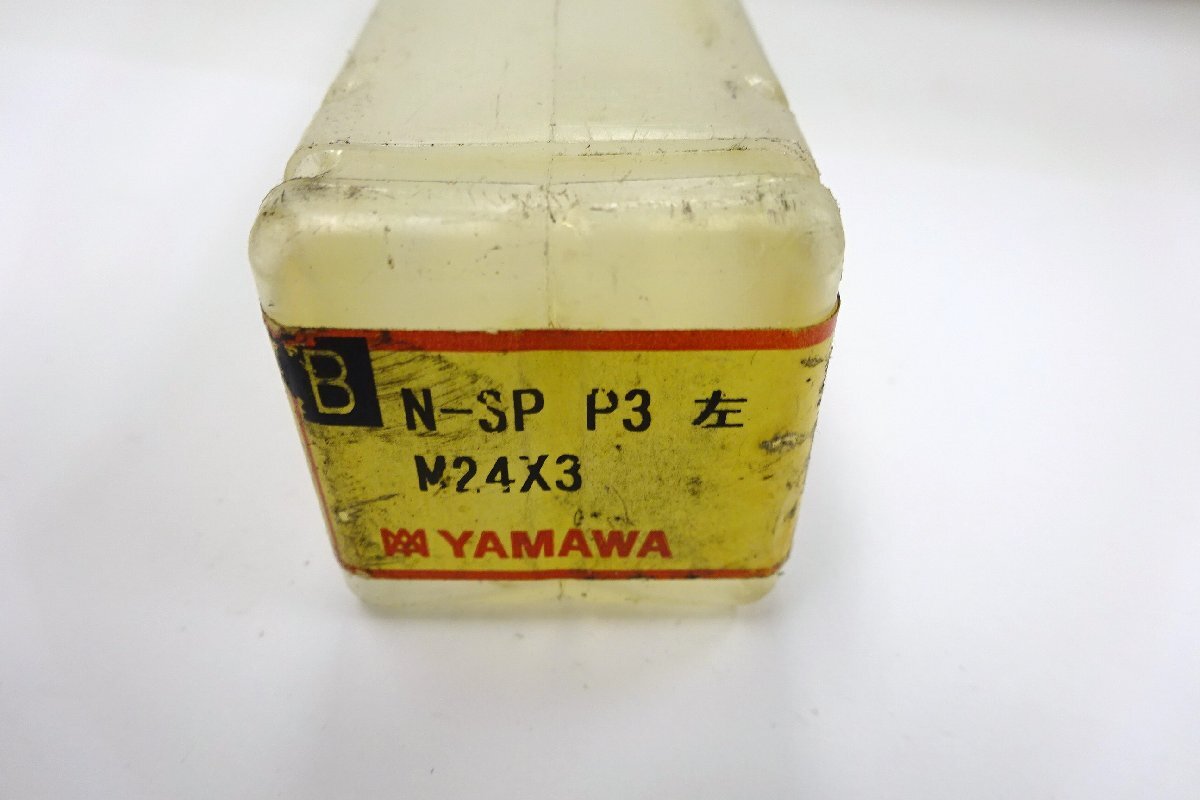 B N-SP P3 左
M24X3
YAMAWA